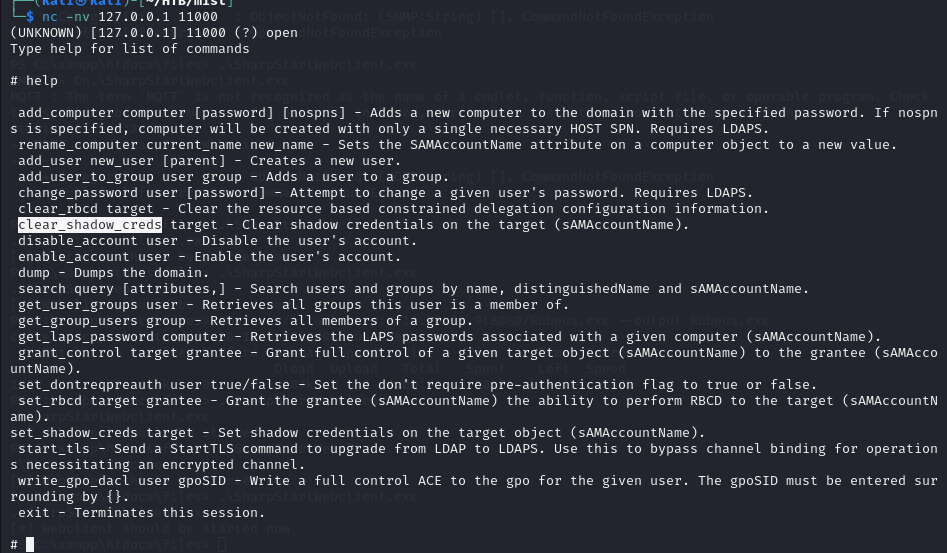 ┌──(kali㉿kali)-[~/HTB/mist]
└─$ nc -nv 127.0.0.1 11000
(UNKNOWN) [127.0.0.1] 11000 (?) open
Type help for list of commands
# help
add_computer computer [password] [nospns] - Adds a new computer to the domain with the specified password. If nospn
s is specified, computer will be created with only a single necessary HOST SPN. Requires LDAPS.
rename_computer current_name new_name - Sets the SAMAccountName attribute on a computer object to a new value.
add_user new_user [parent] - Creates a new user.
add_user_to_group user group - Adds a user to a group.
change_password user [password] - Attempt to change a given user's password. Requires LDAPS.
clear_rbcd target - Clear the resource based constrained delegation configuration information.
clear_shadow_creds target - Clear shadow credentials on the target (sAMAccountName).
disable_account user - Disable the user's account.
enable_account user - Enable the user's account.
dump - Dumps the domain.
search query [attributes,] - Search users and groups by name, distinguishedName and sAMAccountName.
get_user_groups user - Retrieves all groups this user is a member of.
get_group_users group - Retrieves all members of a group.
get_laps_password computer - Retrieves the LAPS passwords associated with a given computer (sAMAccountName).
grant_control target grantee - Grant full control of a given target object (sAMAccountName) to the grantee (sAMAcco
untName).
set_dontreqpreauth user true/false - Set the don't require pre-authentication flag to true or false.
set_rbcd target grantee - Grant the grantee (sAMAccountName) the ability to perform RBCD to the target (sAMAccountN
ame).
set_shadow_creds target - Set shadow credentials on the target object (sAMAccountName).
start_tls - Send a StartTLS command to upgrade from LDAP to LDAPS. Use this to bypass channel binding for operation
s necessitating an encrypted channel.
write_gpo_dacl user gpoSID - Write a full control ACE to the gpo for the given user. The gpoSID must be entered sur
rounding by {}.
exit - Terminates this session.
#